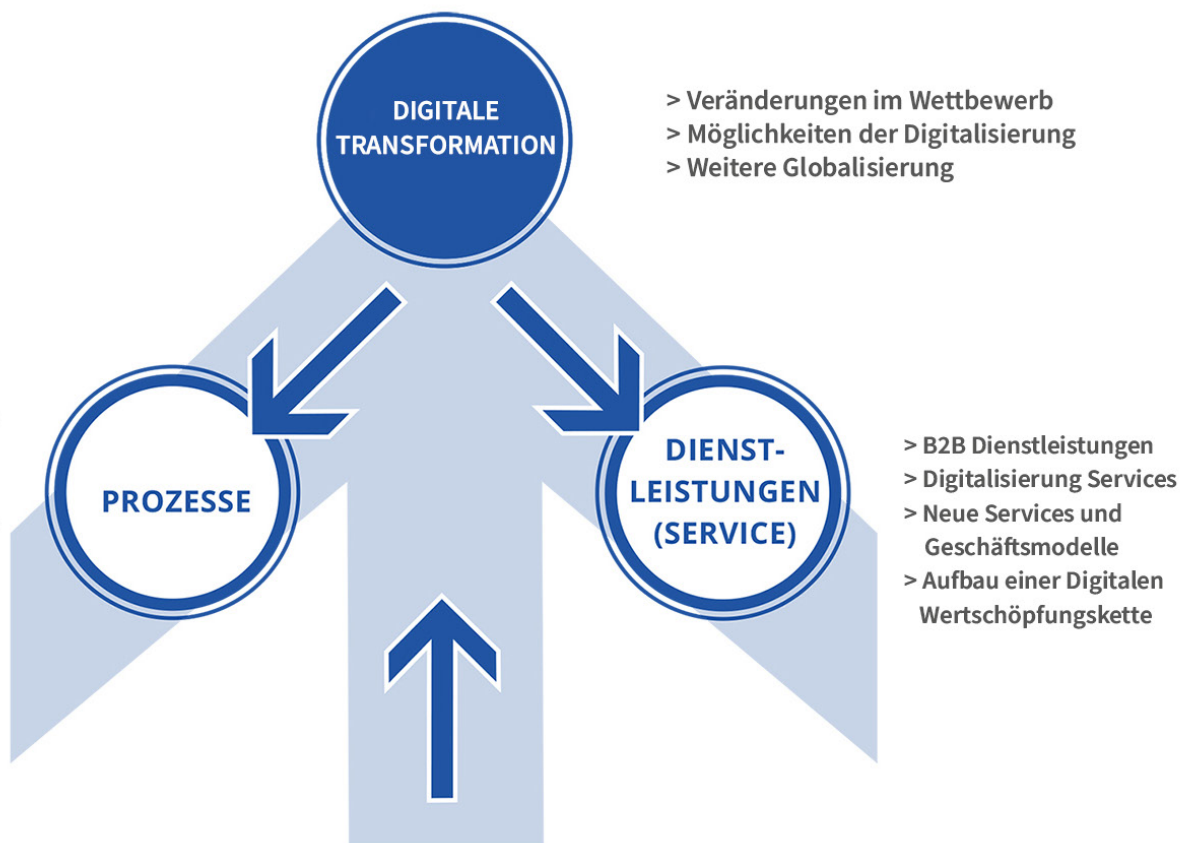 DIGITALE
TRANSFORMATION
> Veränderungen im Wettbewerb
> Möglichkeiten der Digitalisierung
> Weitere Globalisierung
PROZESSE
DIENST-
LEISTUNGEN
(SERVICE)
> B2B Dienstleistungen
> Digitalisierung Services
> Neue Services und
Geschäftsmodelle
> Aufbau einer Digitalen
Wertschöpfungskette